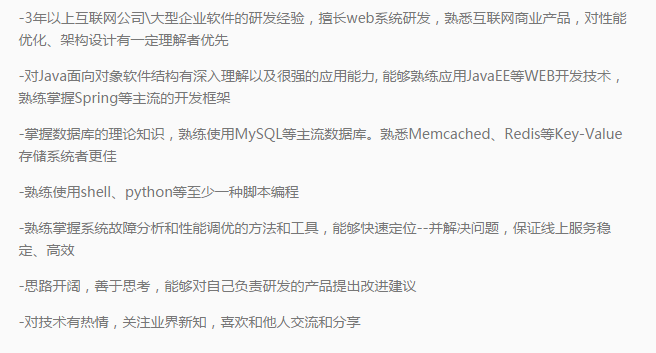 -3年以上互联网公司\大型企业软件的研发经验，擅长web系统研发，熟悉互联网商业产品，对性能
优化、架构设计有一定理解者优先
-对Java面向对象软件结构有深入理解以及很强的应用能力, 能够熟练应用JavaEE等WEB开发技术，
熟练掌握Spring等主流的开发框架
-掌握数据库的理论知识，熟练使用MySQL等主流数据库。熟悉Memcached、Redis等Key-Value
存储系统者更佳
-熟练使用shell、python等至少一种脚本编程
-熟练掌握系统故障分析和性能调优的方法和工具，能够快速定位--并解决问题，保证线上服务稳
定、高效
-思路开阔，善于思考，能够对自己负责研发的产品提出改进建议
-对技术有热情，关注业界新知，喜欢和他人交流和分享